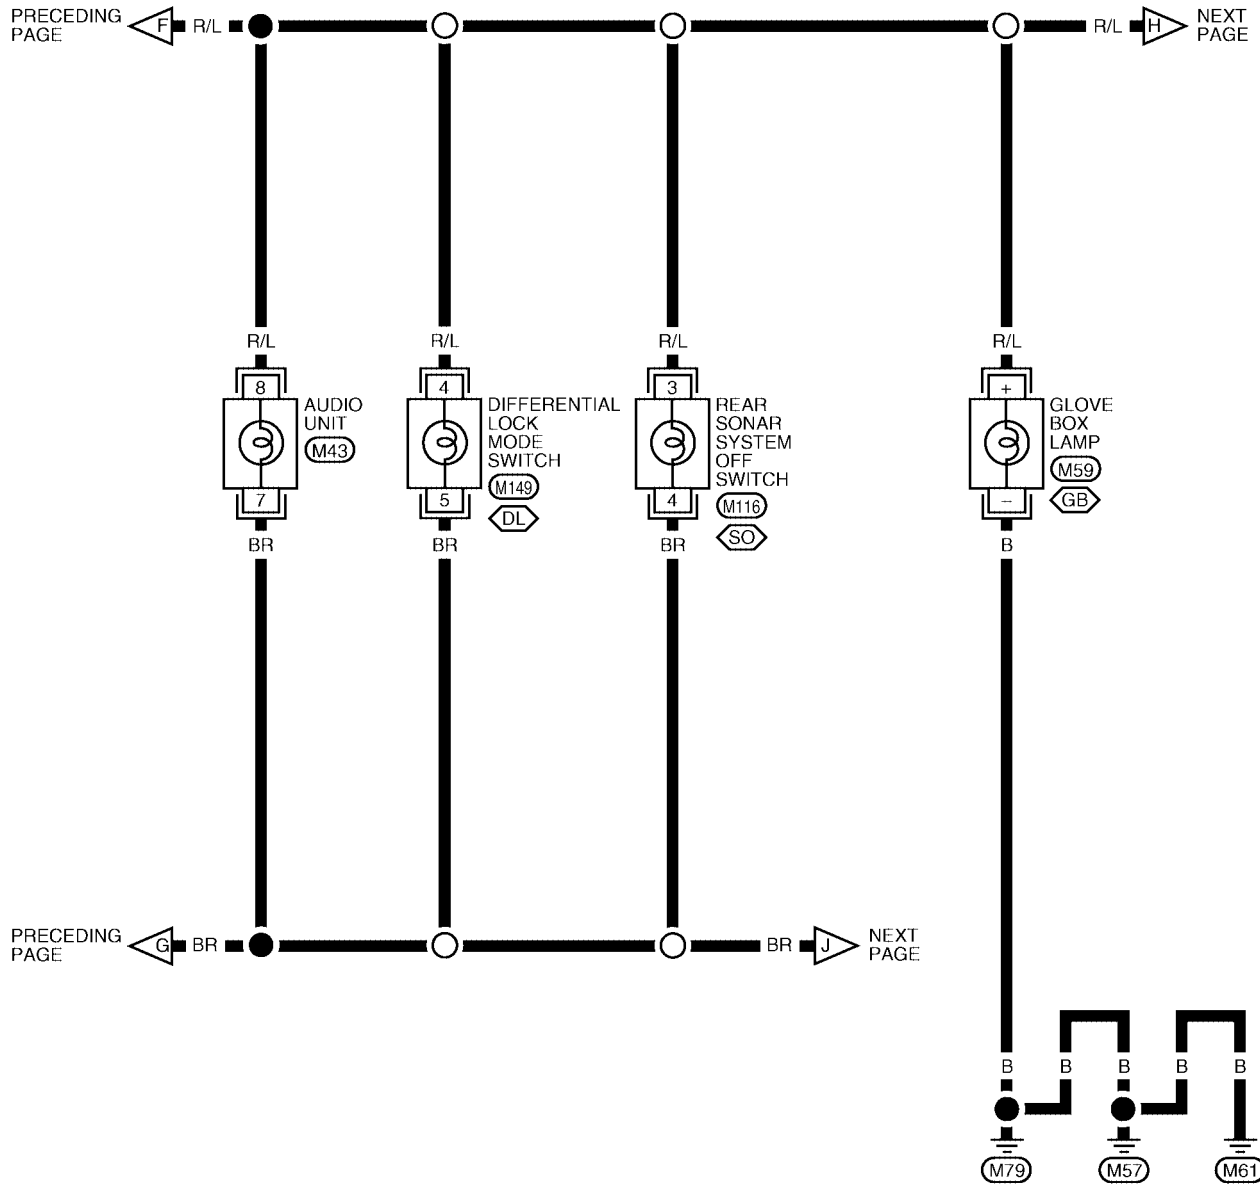 PRECEDING
PAGE
F
R/L
R/L
H
NEXT
PAGE
R/L
R/L
R/L
R/L
8
AUDIO
UNIT
M43
7
BR
4
DIFFERENTIAL
LOCK
MODE
SWITCH
M149
DL
5
BR
3
REAR
SONAR
SYSTEM
OFF
SWITCH
M116
SO
4
BR
+
GLOVE
BOX
LAMP
M59
GB
–
B
PRECEDING
PAGE
G
BR
BR
J
NEXT
PAGE
B
B
B
B
B
M79
M57
M61